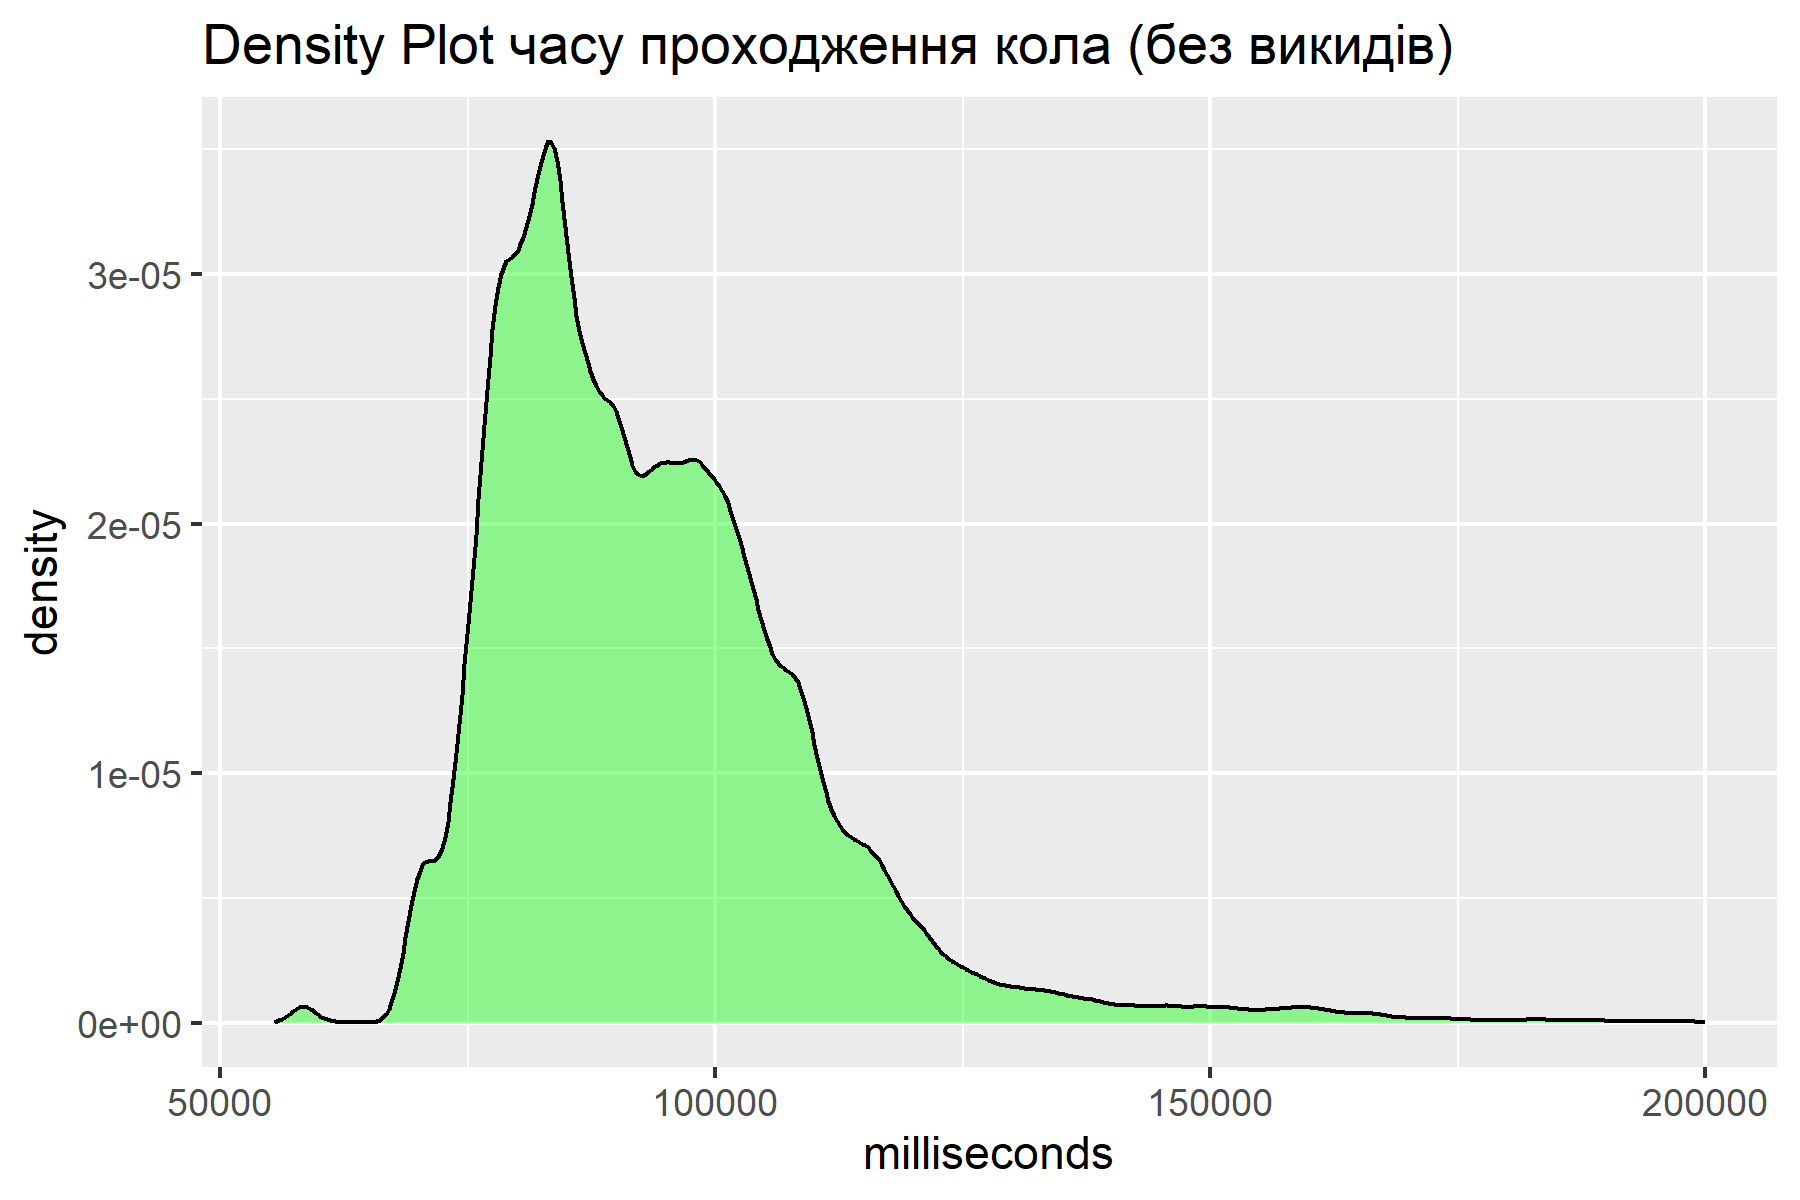 Density Plot часу проходження кола (без викидів)
density
3e-05
2e-05
1e-05
0e+00
50000
100000
150000
200000
milliseconds